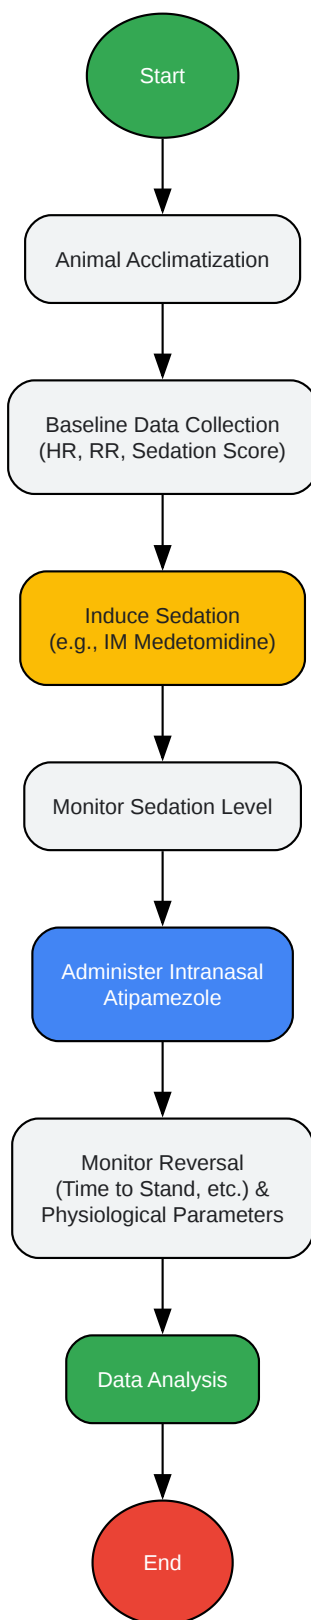 Start
Animal Acclimatization
Baseline Data Collection
(HR, RR, Sedation Score)
Induce Sedation
(e.g., IM Medetomidine)
Monitor Sedation Level
Administer Intranasal
Atipamezole
Monitor Reversal
(Time to Stand, etc.) &
Physiological Parameters
Data Analysis
End